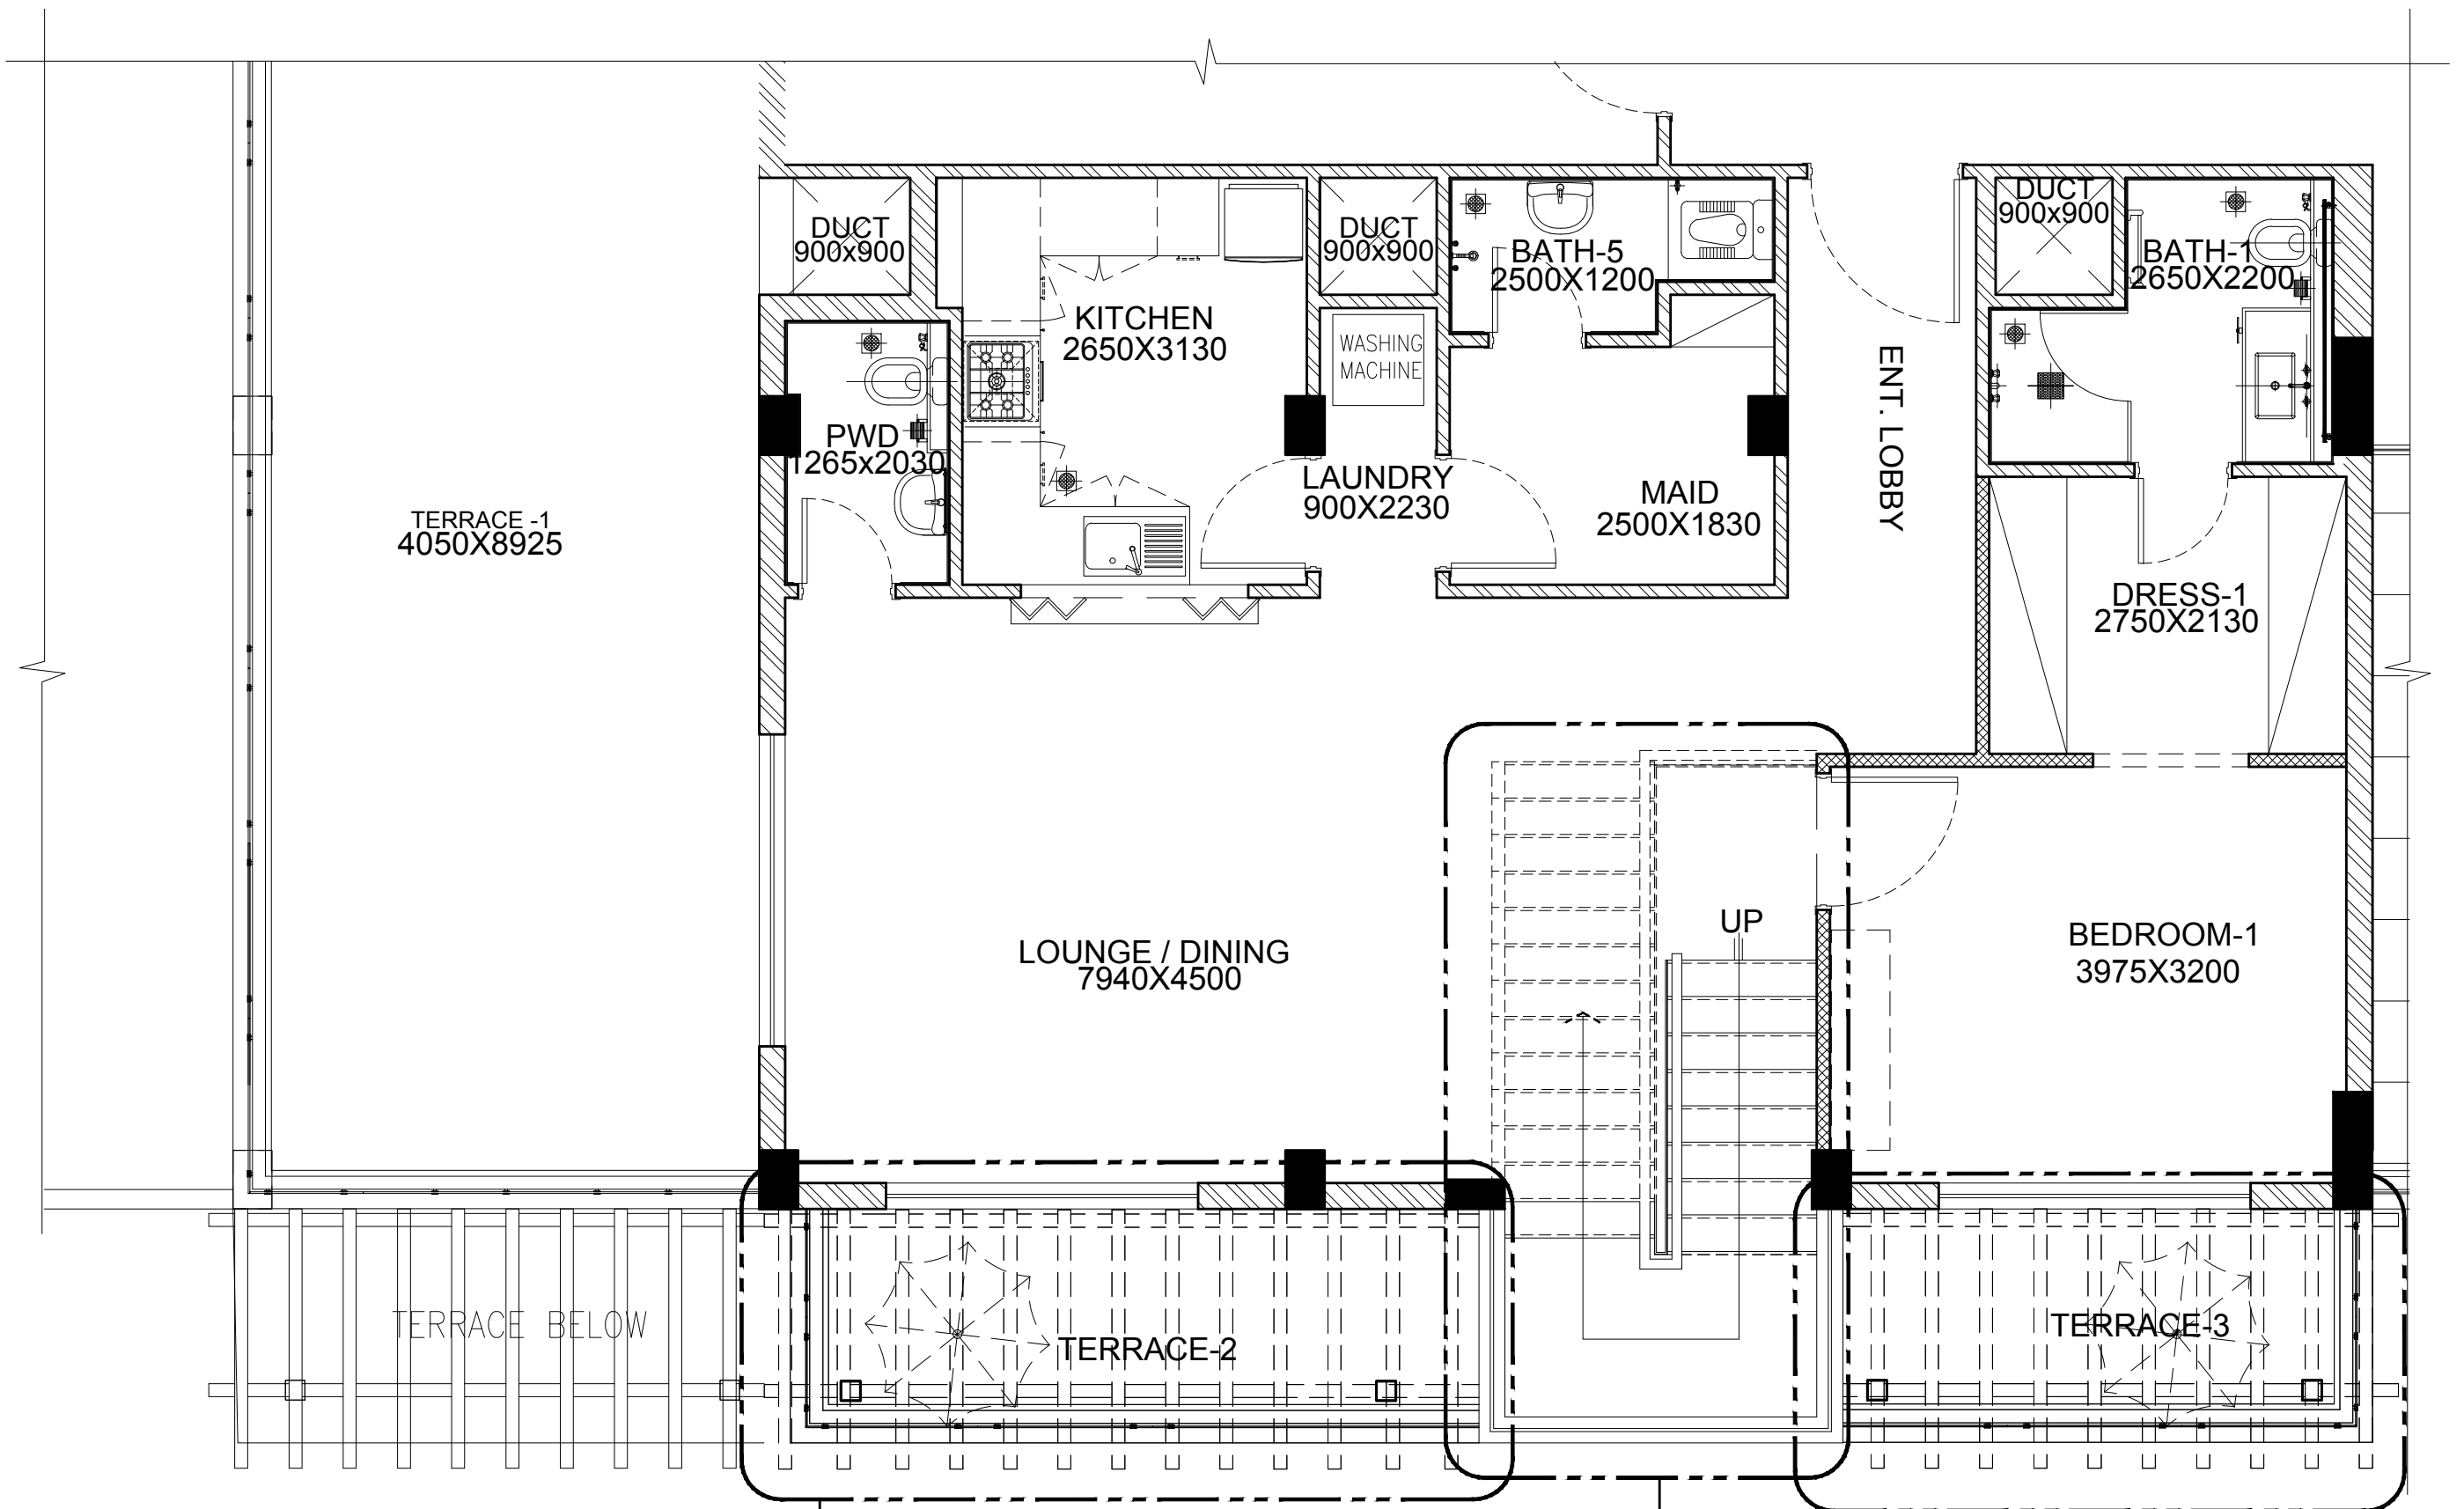 DUCT
900x900
KITCHEN
2650X3130
DUCT
900x900
BATH-5
2500X1200
DUCT
900x900
BATH-1
2650X2200
WASHING
MACHINE
PWD
1265x2030
LAUNDRY
900X2230
MAID
2500X1830
ENT. LOBBY
TERRACE -1
4050X8925
DRESS-1
2750X2130
LOUNGE / DINING
7940X4500
UP
BEDROOM-1
3975X3200
TERRACE BELOW
TERRACE-2
TERRACE-3